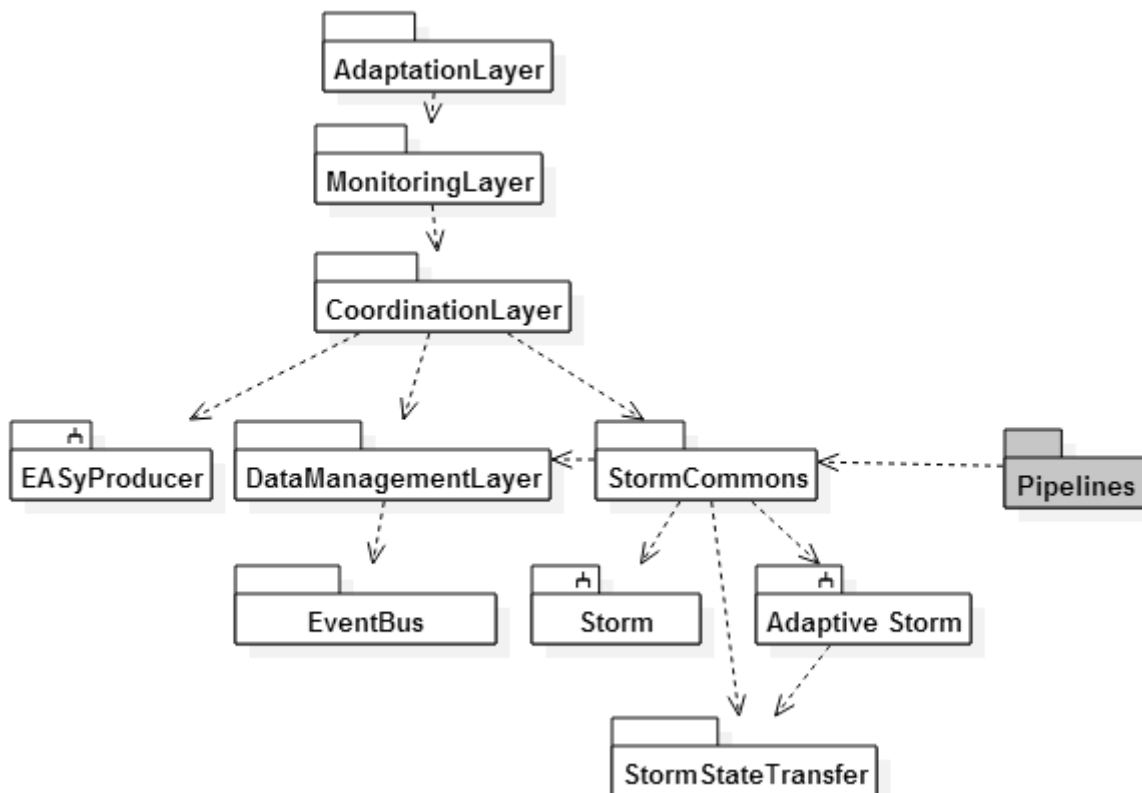 AdaptationLayer
MonitoringLayer
CoordinationLayer
EASyProducer
DataManagementLayer
StormCommons
Pipelines
EventBus
Storm
Adaptive Storm
StormStateTransfer